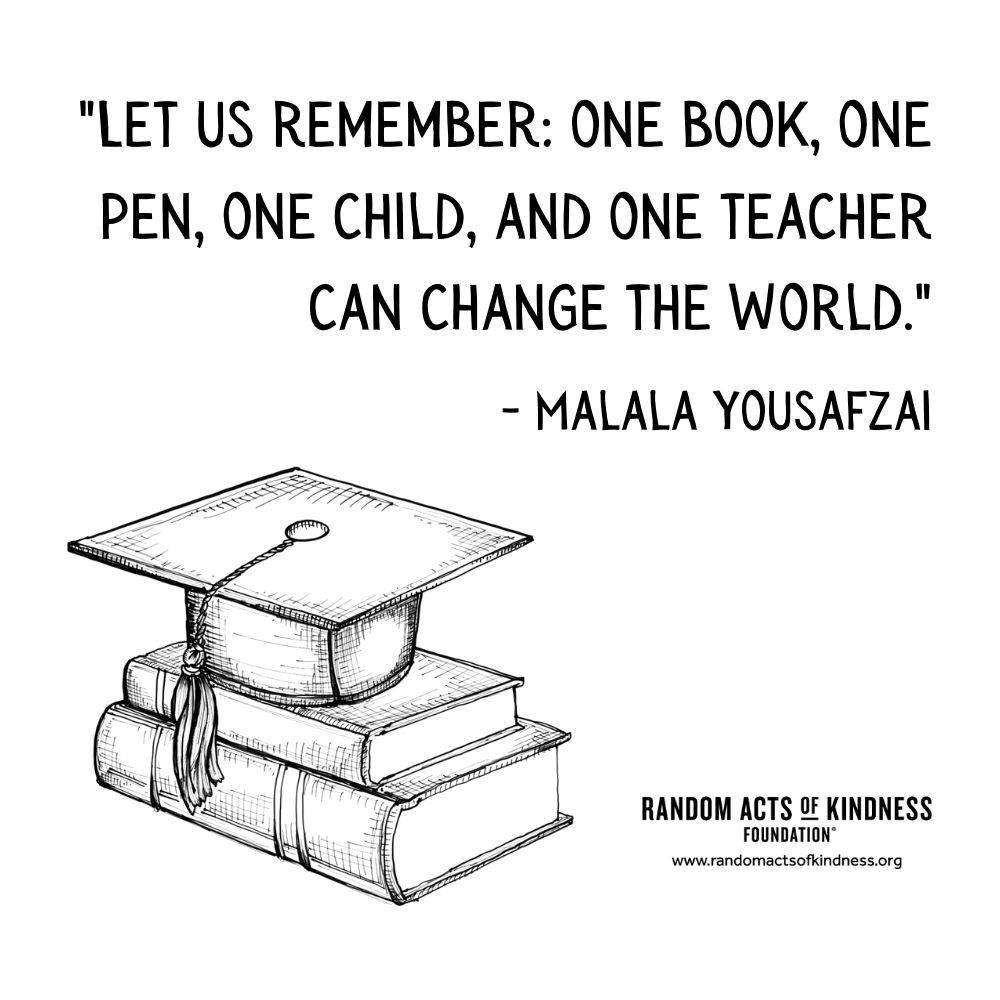 "LET US REMEMBER: ONE BOOK, ONE
PEN, ONE CHILD, AND ONE TEACHER
CAN CHANGE THE WORLD."
- MALALA YOUSAFZAI
RANDOM ACTS OF KINDNESS
FOUNDATION®
www.randomactsofkindness.org